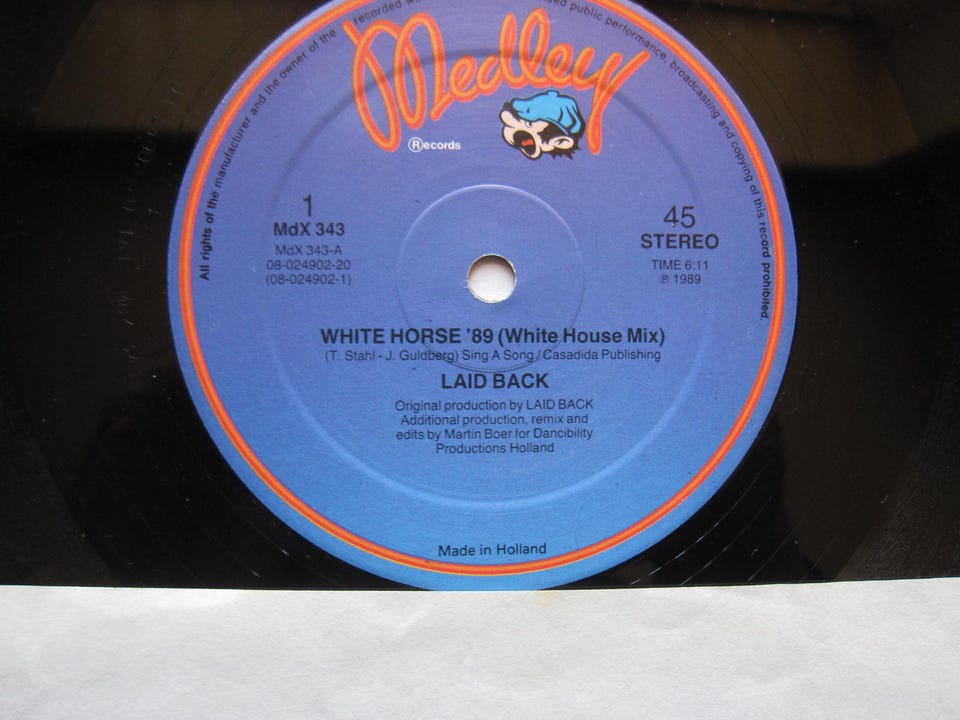 All rights of the manufacturer and the owner of the recorded
public performance, broadcasting and copying of this record prohibited.
Medley
Records
1
MdX 343
MdX 343-A
08-024902-20
(08-024902-1)
45
STEREO
TIME 6:11
℗ 1989
WHITE HORSE '89 (White House Mix)
(T. Stahl - J. Guldberg) Sing A Song / Casadida Publishing
LAID BACK
Original production by LAID BACK
Additional production, remix and
edits by Martin Boer for Dancibility
Productions Holland
Made in Holland